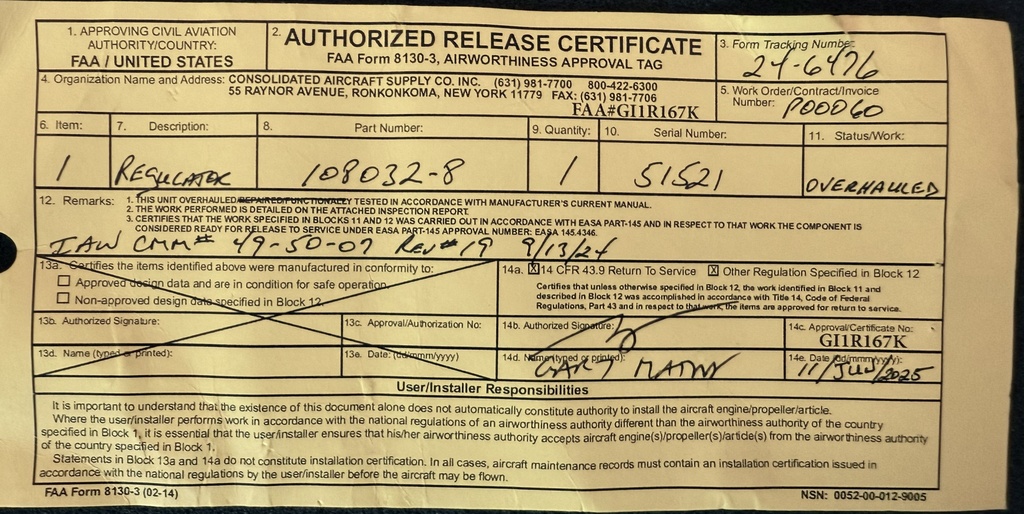 1. APPROVING CIVIL AVIATION AUTHORITY/COUNTRY:
FAA / UNITED STATES
2. AUTHORIZED RELEASE CERTIFICATE
FAA Form 8130-3, AIRWORTHINESS APPROVAL TAG
3. Form Tracking Number
24-6476
4. Organization Name and Address: CONSOLIDATED AIRCRAFT SUPPLY CO. INC. (631) 981-7700 800-422-6300
55 RAYNOR AVENUE, RONKONKOMA, NEW YORK 11779 FAX: (631) 981-7706
FAA#GI1R167K
5. Work Order/Contract/Invoice
Number: P00060
6. Item: 7. Description: 8. Part Number: 9. Quantity: 10. Serial Number: 11. Status/Work:
1 REGULATOR 108032-8 1 51521 OVERHAULED
12. Remarks: 1. THIS UNIT OVERHAULED/REPAIRED/FUNCTIONALLY TESTED IN ACCORDANCE WITH MANUFACTURER'S CURRENT MANUAL.
2. THE WORK PERFORMED IS DETAILED ON THE ATTACHED INSPECTION REPORT.
3. CERTIFIES THAT THE WORK SPECIFIED IN BLOCKS 11 AND 12 WAS CARRIED OUT IN ACCORDANCE WITH EASA PART-145 AND IN RESPECT TO THAT WORK THE COMPONENT IS
CONSIDERED READY FOR RELEASE TO SERVICE UNDER EASA PART-145 APPROVAL NUMBER: EASA 145.4346.
IAW CMM# 49-50-07 Rev#19 9/13/24
13a. Certifies the items identified above were manufactured in conformity to:
Approved design data and are in condition for safe operation.
Non-approved design data specified in Block 12.
14a. X 14 CFR 43.9 Return To Service X Other Regulation Specified in Block 12
Certifies that unless otherwise specified in Block 12, the work identified in Block 11 and
described in Block 12 was accomplished in accordance with Title 14, Code of Federal
Regulations, Part 43 and in respect to that work, the items are approved for return to service.
13b. Authorized Signature: 13c. Approval/Authorization No: 14b. Authorized Signature: 14c. Approval/Certificate No:
GI1R167K
13d. Name (typed or printed): 13e. Date: (dd/mmm/yyyy) 14d. Name (typed or printed): 14e. Date (dd/mmm/yyyy):
GARY 11/JUN/2025
User/Installer Responsibilities
It is important to understand that the existence of this document alone does not automatically constitute authority to install the aircraft engine/propeller/article.
Where the user/installer performs work in accordance with the national regulations of an airworthiness authority different than the airworthiness authority of the country
specified in Block 1, it is essential that the user/installer ensures that his/her airworthiness authority accepts aircraft engine(s)/propeller(s)/article(s) from the airworthiness authority
of the country specified in Block 1.
Statements in Block 13a and 14a do not constitute installation certification. In all cases, aircraft maintenance records must contain an installation certification issued in
accordance with the national regulations by the user/installer before the aircraft may be flown.
FAA Form 8130-3 (02-14) NSN: 0052-00-012-9005